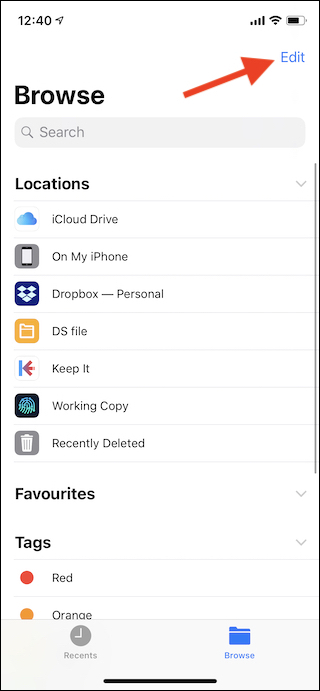 12:40
Edit
Browse
Search
Locations
iCloud Drive
On My iPhone
Dropbox — Personal
DS file
Keep It
Working Copy
Recently Deleted
Favourites
Tags
Red
Orange
Recents
Browse